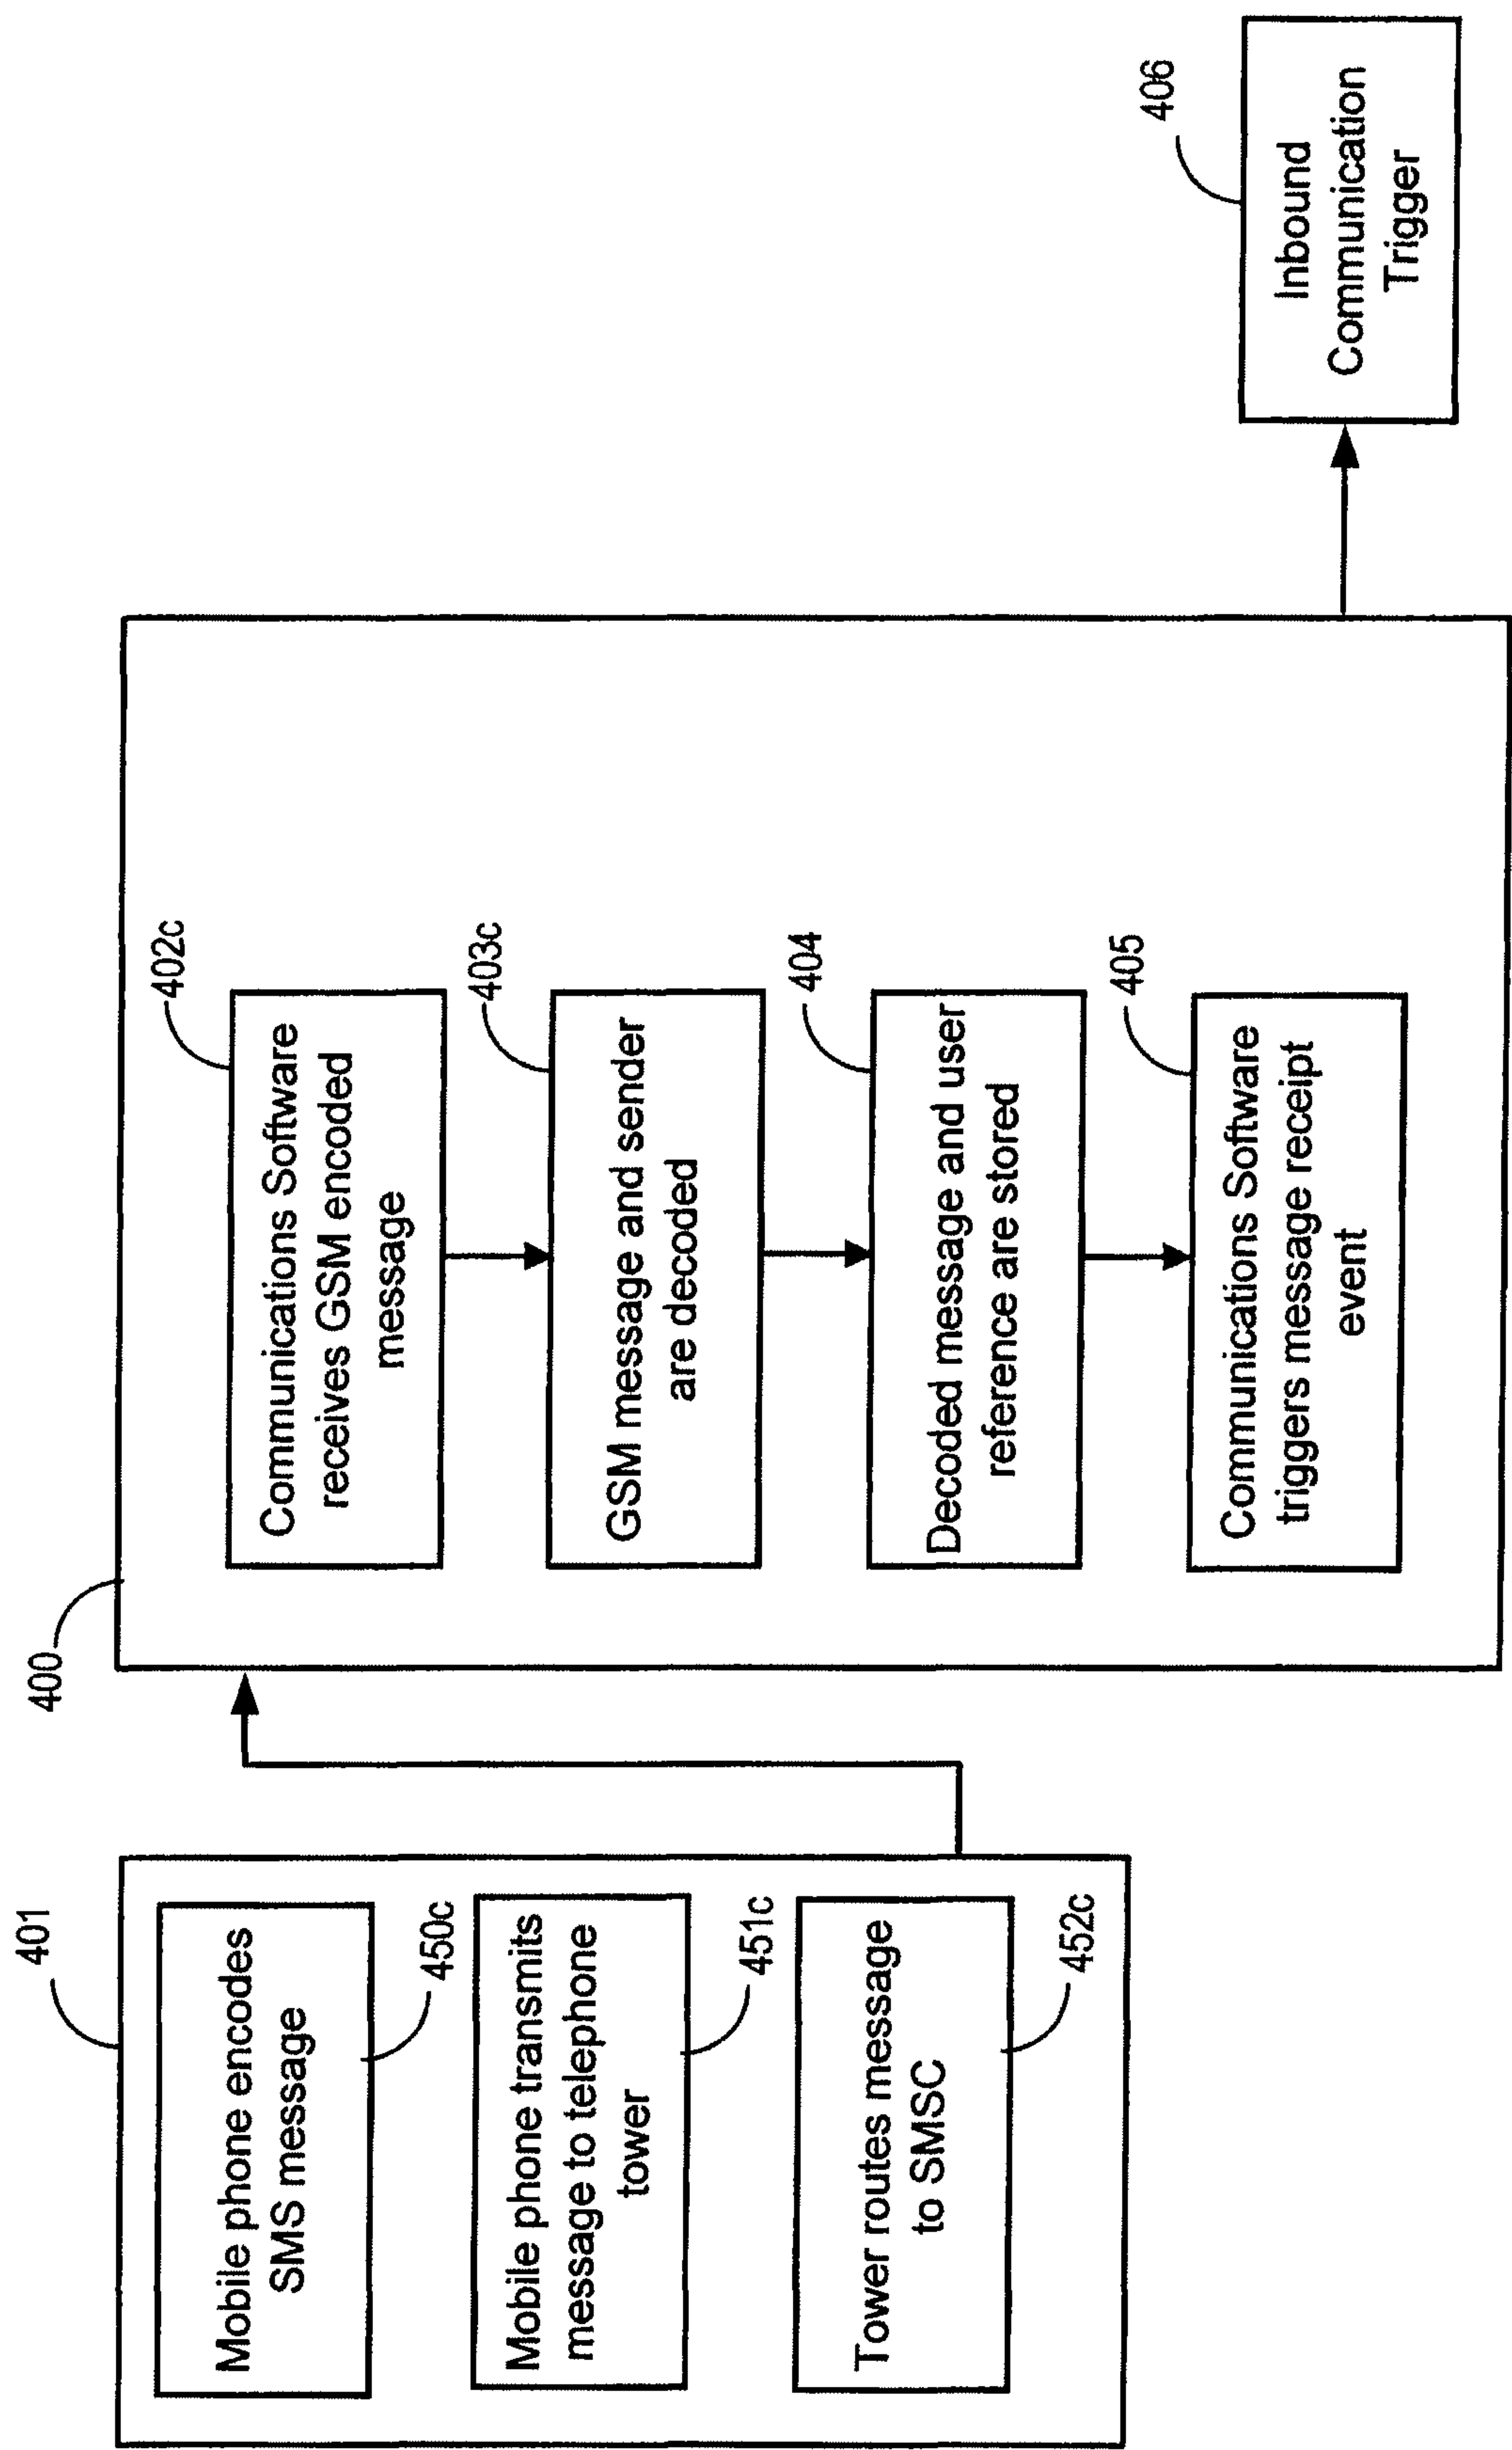 401
Mobile phone encodes
SMS message
450c
Mobile phone transmits
message to telephone
tower
451c
Tower routes message
to SMSC
452c
400
Communications Software
receives GSM encoded
message
402c
GSM message and sender
are decoded
403c
Decoded message and user
reference are stored
404
Communications Software
triggers message receipt
event
405
Inbound
Communication
Trigger
406